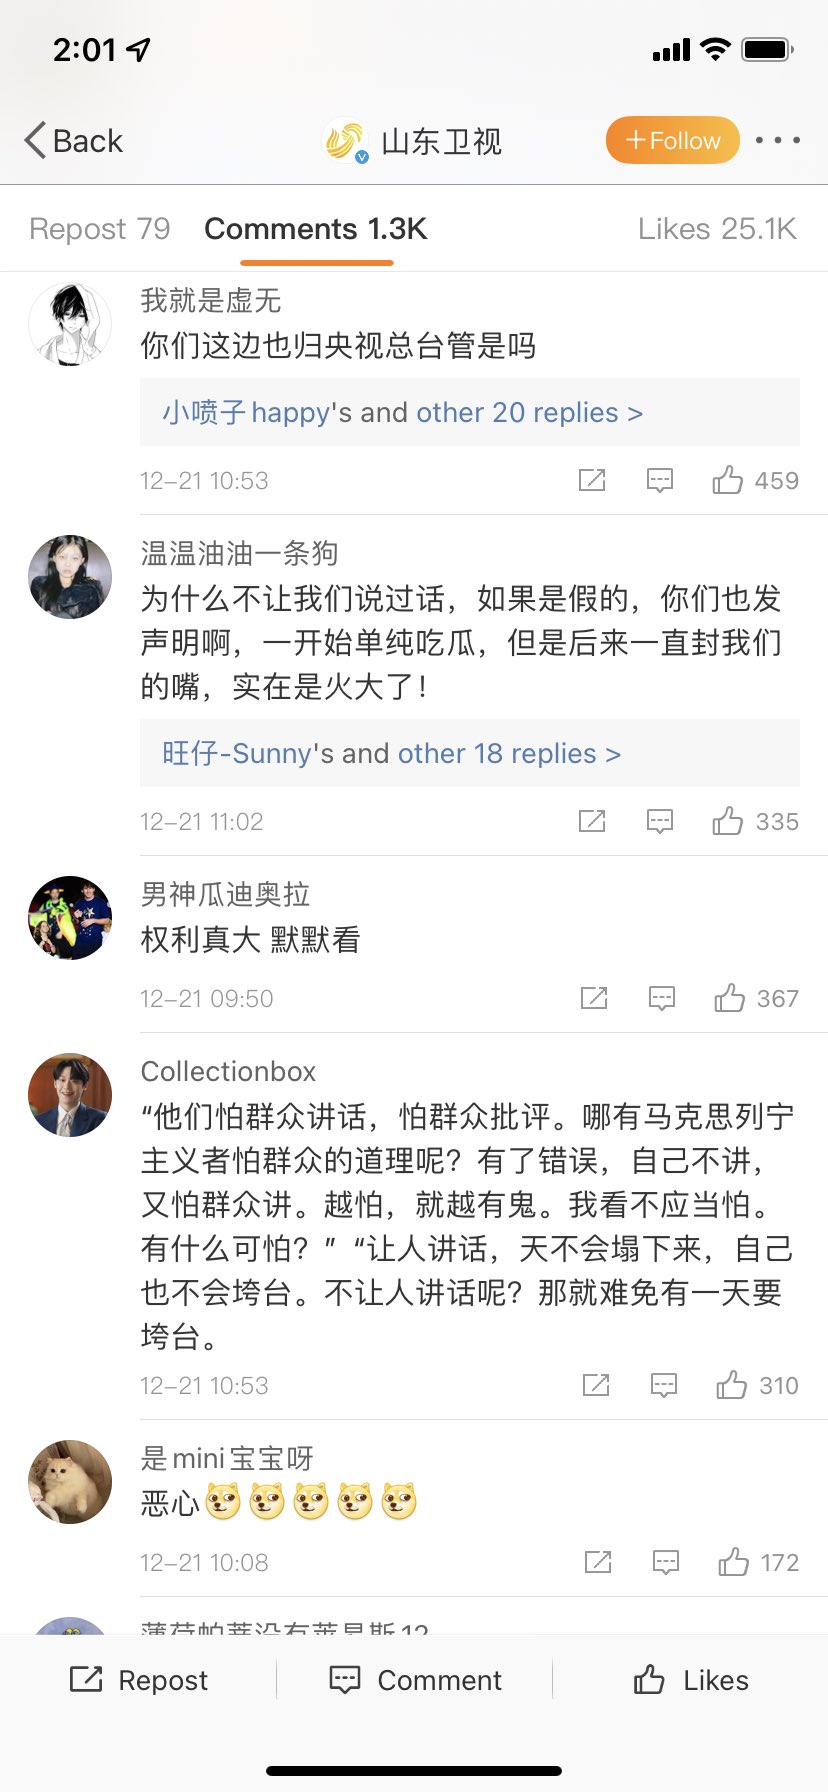 2:01
Back
山东卫视
+Follow
Repost 79
Comments 1.3K
Likes 25.1K
我就是虚无
你们这边也归央视总台管是吗
小喷子happy's and other 20 replies >
12-21 10:53
459
温温油油一条狗
为什么不让我们说过话，如果是假的，你们也发
声明啊，一开始单纯吃瓜，但是后来一直封我们
的嘴，实在是火大了！
旺仔-Sunny's and other 18 replies >
12-21 11:02
335
男神瓜迪奥拉
权利真大 默默看
12-21 09:50
367
Collectionbox
“他们怕群众讲话，怕群众批评。哪有马克思列宁
主义者怕群众的道理呢？有了错误，自己不讲，
又怕群众讲。越怕，就越有鬼。我看不应当怕。
有什么可怕？”“让人讲话，天不会塌下来，自己
也不会垮台。不让人讲话呢？那就难免有一天要
垮台。
12-21 10:53
310
是mini宝宝呀
恶心
12-21 10:08
172
Repost
Comment
Likes